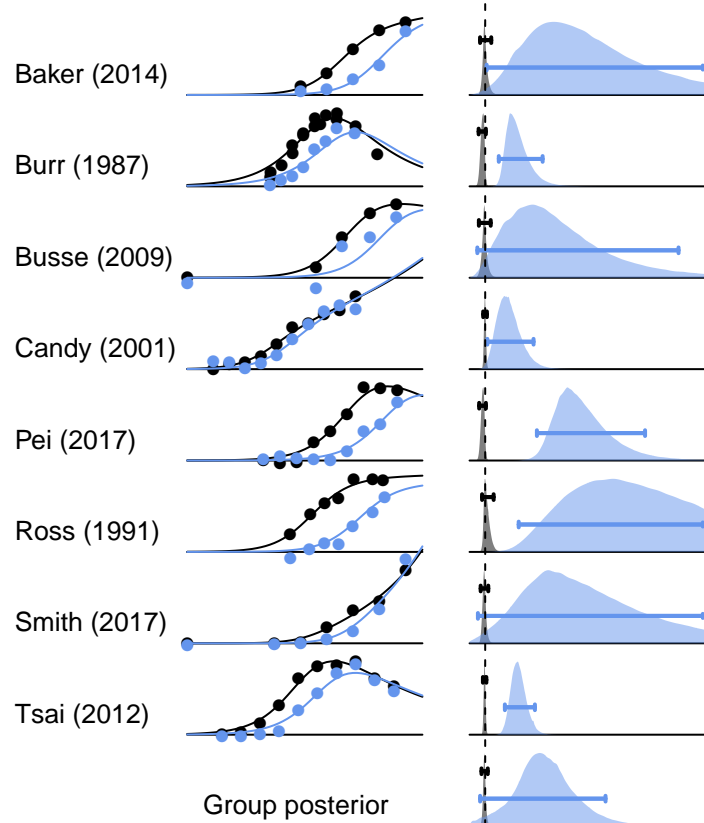 Baker (2014)
Burr (1987)
Busse (2009)
Candy (2001)
Pei (2017)
Ross (1991)
Smith (2017)
Tsai (2012)
Group posterior